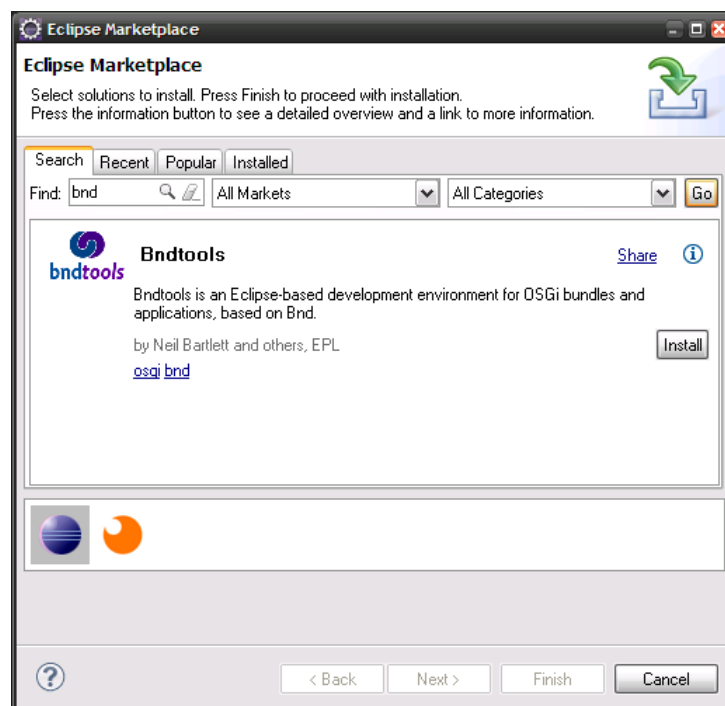 Eclipse Marketplace
Eclipse Marketplace
Select solutions to install. Press Finish to proceed with installation.
Press the information button to see a detailed overview and a link to more information.
Search Recent Popular Installed
Find: bnd All Markets All Categories Go
bndtools
Bndtools Share
Bndtools is an Eclipse-based development environment for OSGi bundles and
applications, based on Bnd.
by Neil Bartlett and others, EPL
Install
osgi bnd
< Back Next > Finish Cancel